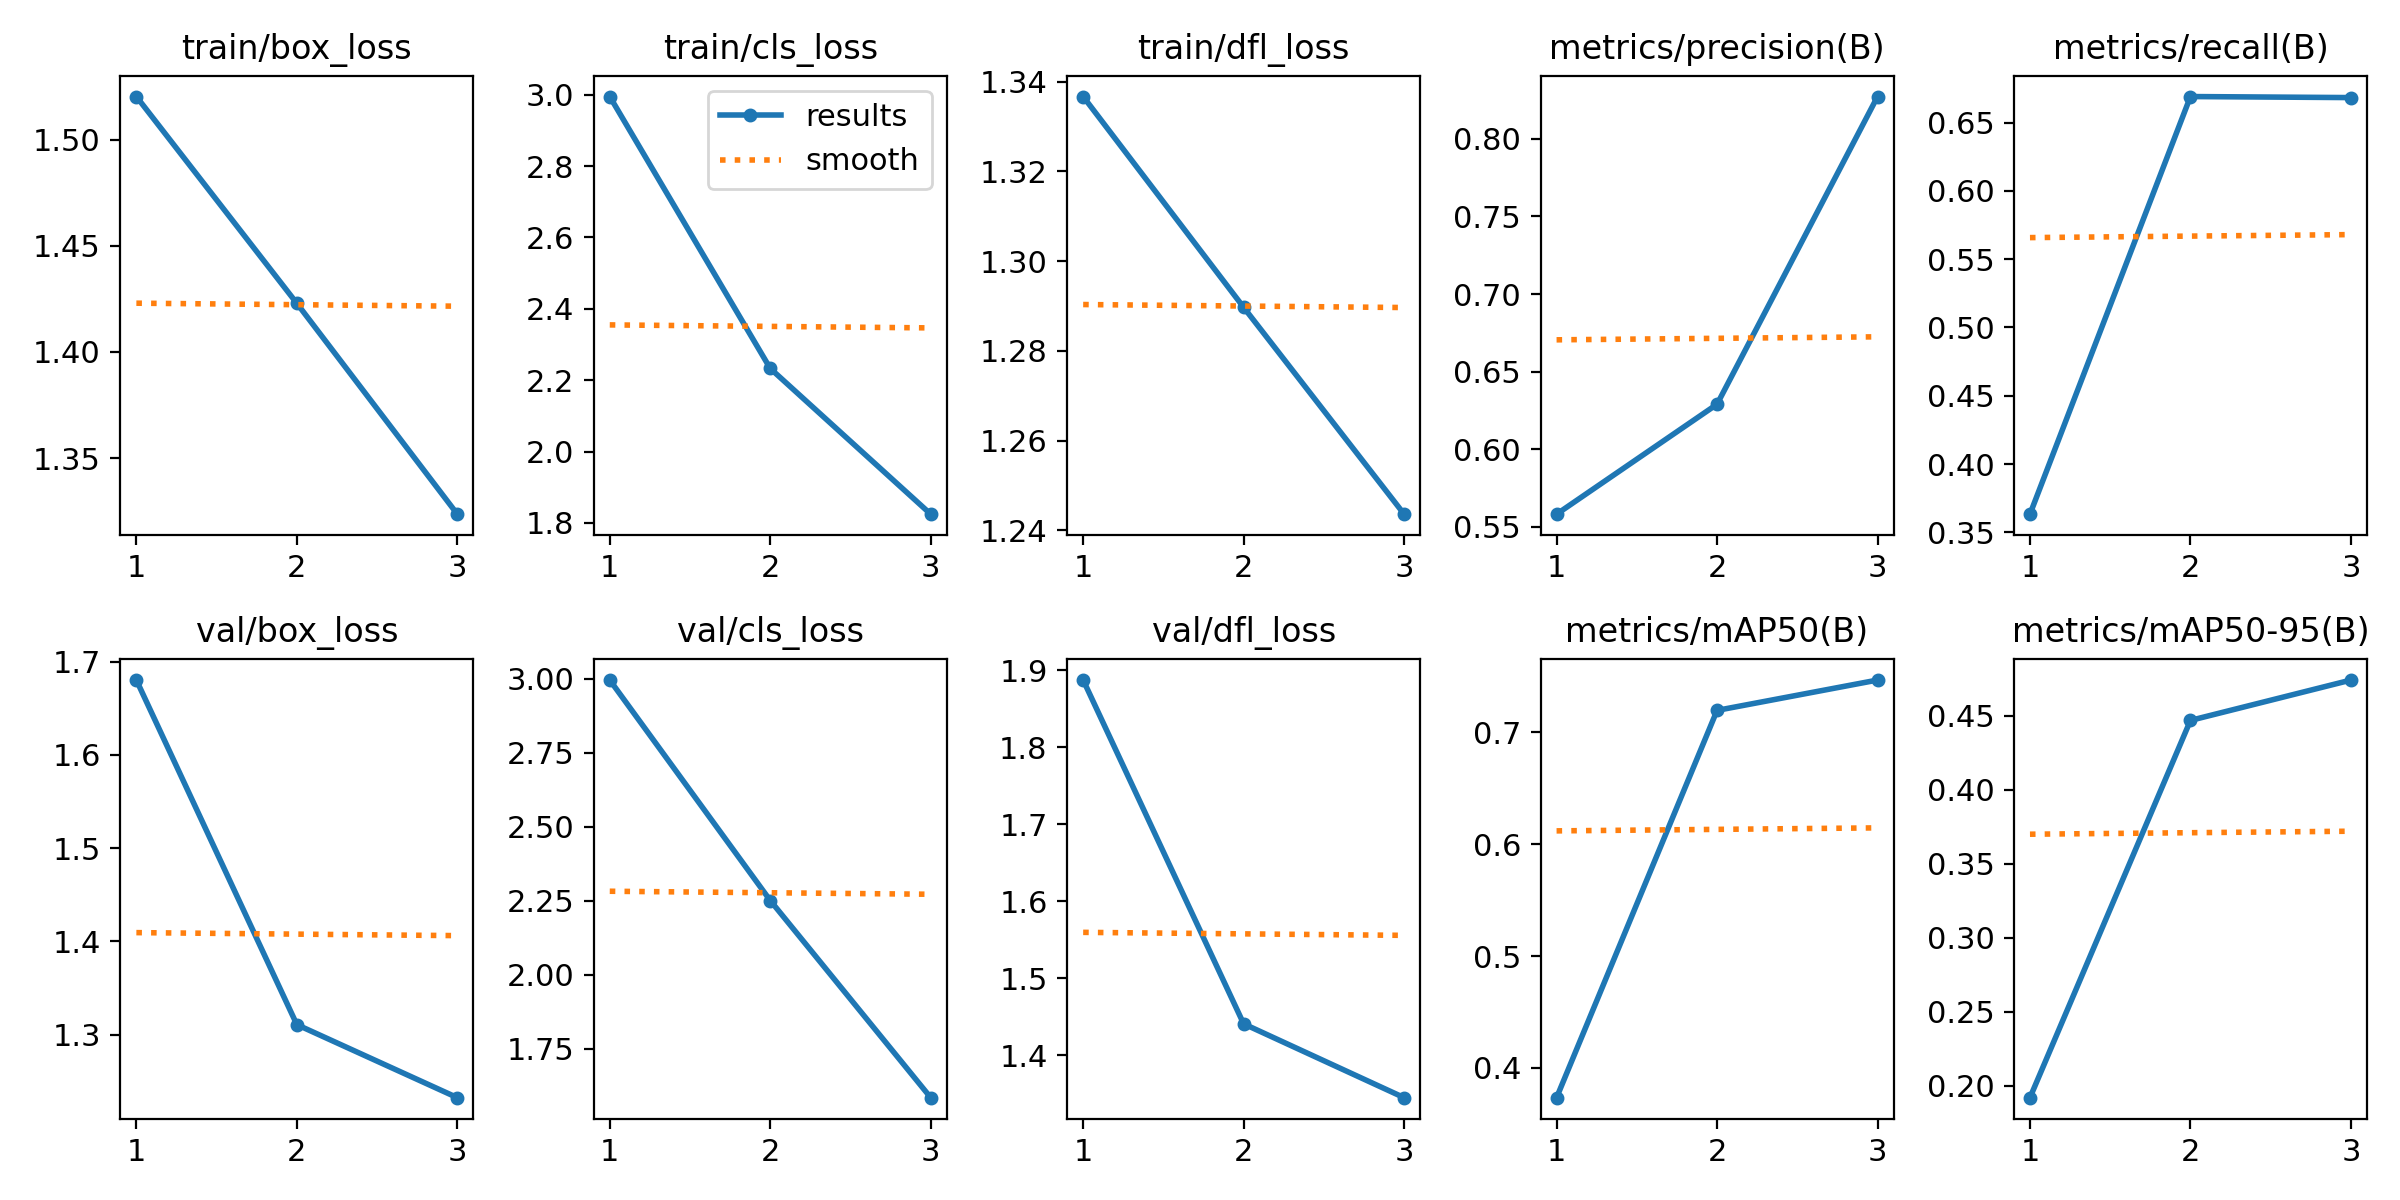 train/box_loss
1.50
1.45
1.40
1.35
1 2 3
train/cls_loss
results
smooth
3.0
2.8
2.6
2.4
2.2
2.0
1.8
1 2 3
train/dfl_loss
1.34
1.32
1.30
1.28
1.26
1.24
1 2 3
metrics/precision(B)
0.80
0.75
0.70
0.65
0.60
0.55
1 2 3
metrics/recall(B)
0.65
0.60
0.55
0.50
0.45
0.40
0.35
1 2 3
val/box_loss
1.7
1.6
1.5
1.4
1.3
1 2 3
val/cls_loss
3.00
2.75
2.50
2.25
2.00
1.75
1 2 3
val/dfl_loss
1.9
1.8
1.7
1.6
1.5
1.4
1 2 3
metrics/mAP50(B)
0.7
0.6
0.5
0.4
1 2 3
metrics/mAP50-95(B)
0.45
0.40
0.35
0.30
0.25
0.20
1 2 3